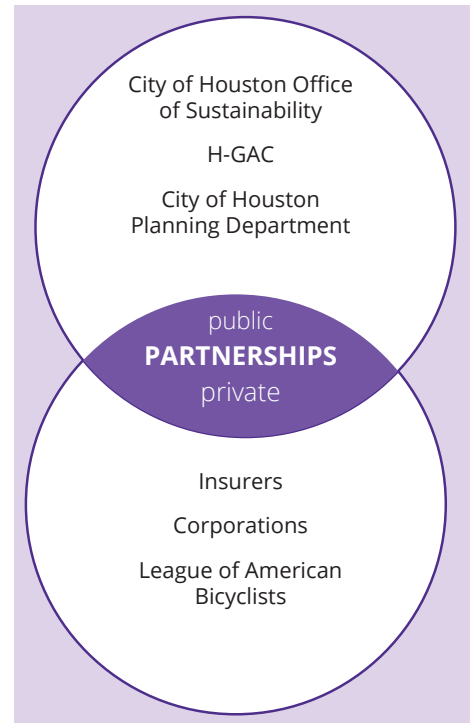 City of Houston Office
of Sustainability
H-GAC
City of Houston
Planning Department
public
PARTNERSHIPS
private
Insurers
Corporations
League of American
Bicyclists